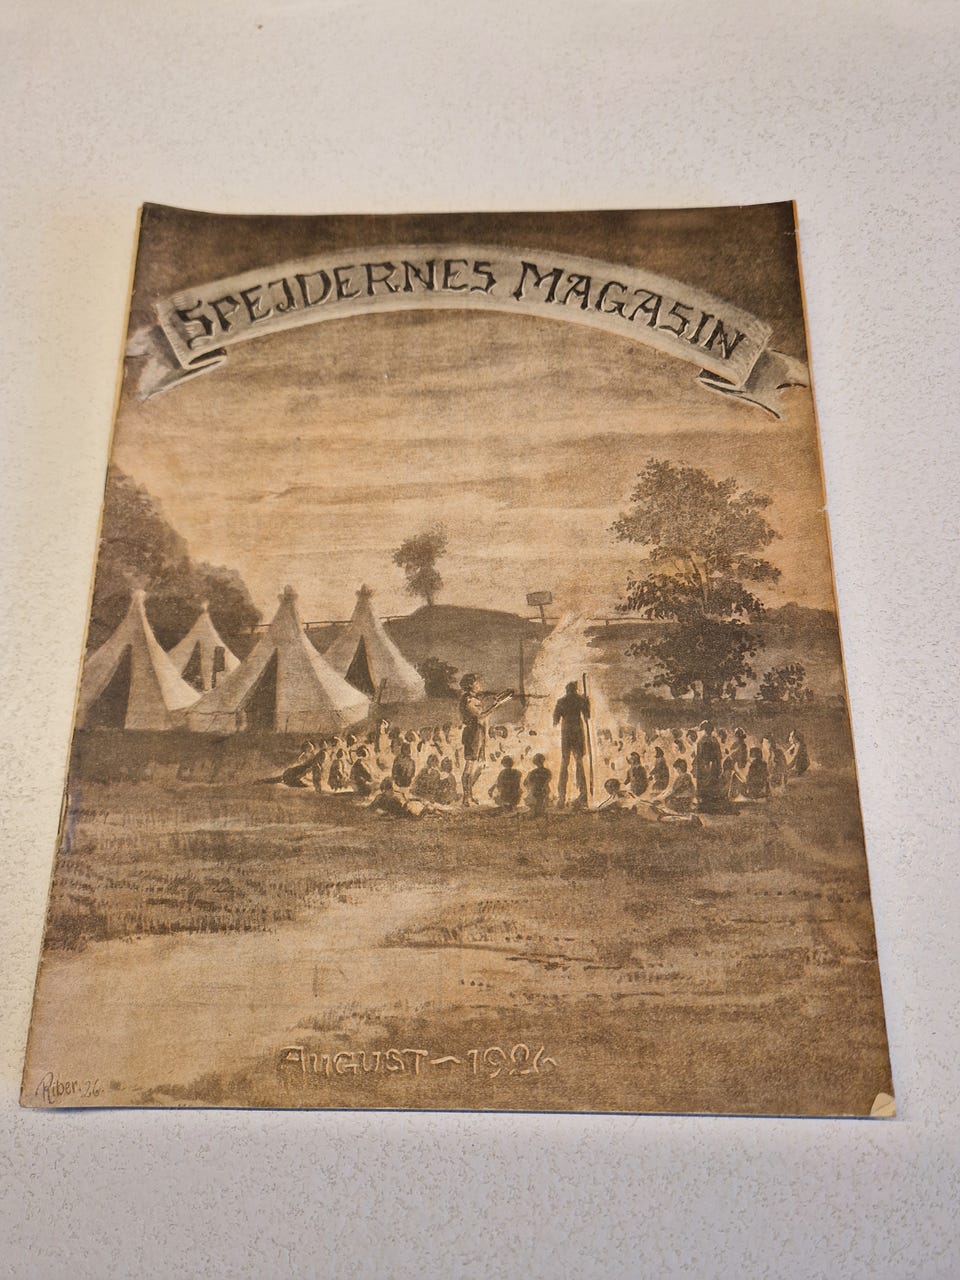 SPEJDERNES MAGASIN
AUGUST ~ 1926
Riber. 26.